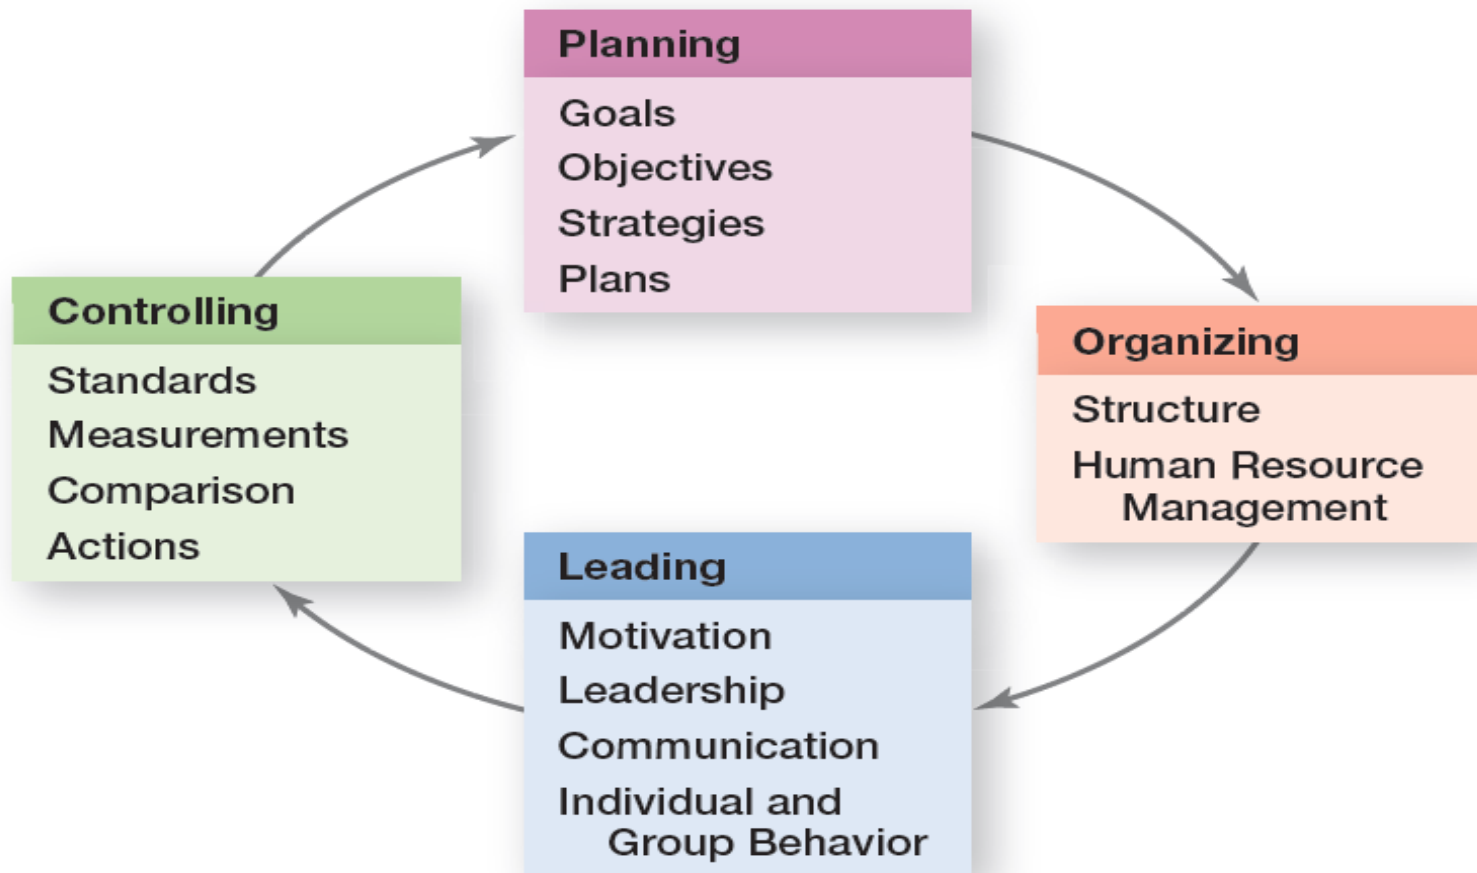 Planning
Goals
Objectives
Strategies
Plans
Organizing
Structure
Human Resource
Management
Leading
Motivation
Leadership
Communication
Individual and
Group Behavior
Controlling
Standards
Measurements
Comparison
Actions